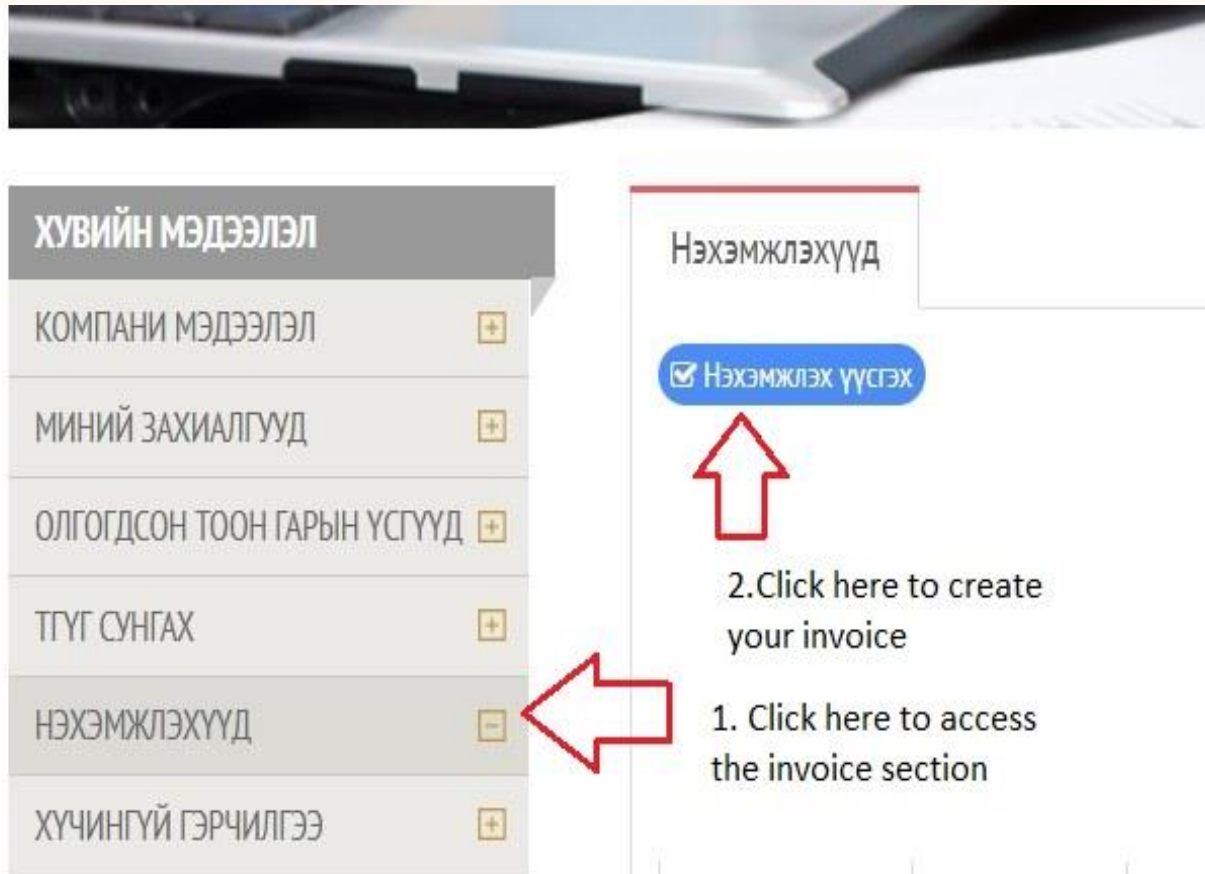 ХУВИЙН МЭДЭЭЛЭЛ
КОМПАНИ МЭДЭЭЛЭЛ
МИНИЙ ЗАХИАЛГУУД
ОЛГОГДСОН ТООН ГАРЫН ҮСГҮҮД
ТГҮГ СУНГАХ
НЭХЭМЖЛЭХҮҮД
ХҮЧИНГҮЙ ГЭРЧИЛГЭЭ
Нэхэмжлэхүүд
Нэхэмжлэх үүсгэх
2.Click here to create
your invoice
1. Click here to access
the invoice section